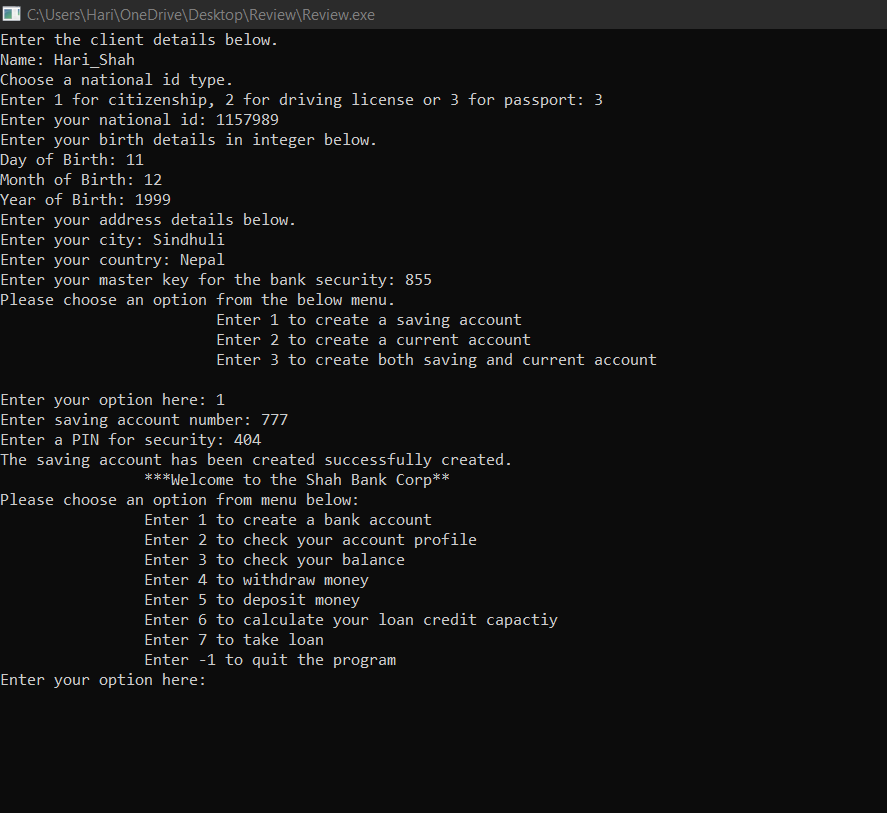 C:\Users\Hari\OneDrive\Desktop\Review\Review.exe
Enter the client details below.
Name: Hari_Shah
Choose a national id type.
Enter 1 for citizenship, 2 for driving license or 3 for passport: 3
Enter your national id: 1157989
Enter your birth details in integer below.
Day of Birth: 11
Month of Birth: 12
Year of Birth: 1999
Enter your address details below.
Enter your city: Sindhuli
Enter your country: Nepal
Enter your master key for the bank security: 855
Please choose an option from the below menu.
Enter 1 to create a saving account
Enter 2 to create a current account
Enter 3 to create both saving and current account
Enter your option here: 1
Enter saving account number: 777
Enter a PIN for security: 404
The saving account has been created successfully created.
***Welcome to the Shah Bank Corp**
Please choose an option from menu below:
Enter 1 to create a bank account
Enter 2 to check your account profile
Enter 3 to check your balance
Enter 4 to withdraw money
Enter 5 to deposit money
Enter 6 to calculate your loan credit capactiy
Enter 7 to take loan
Enter -1 to quit the program
Enter your option here: